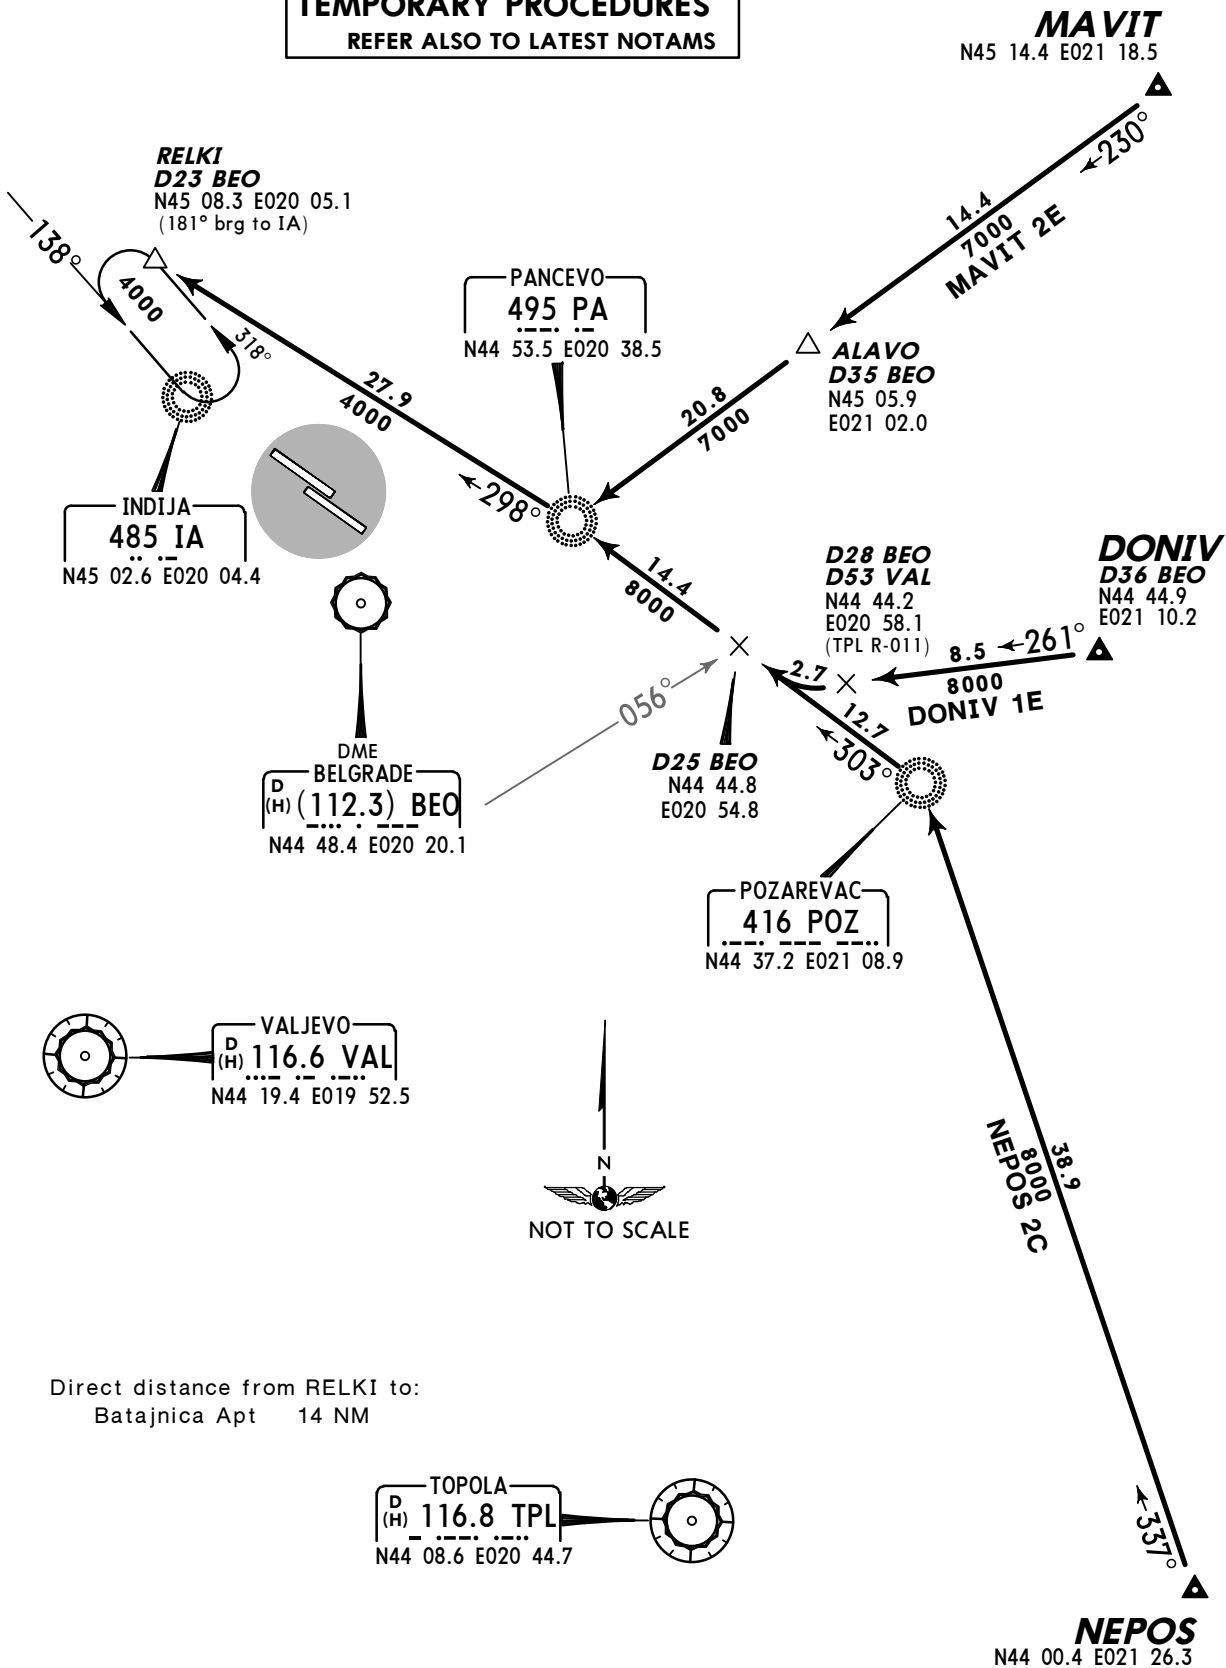 TEMPORARY PROCEDURES
REFER ALSO TO LATEST NOTAMS
MAVIT
N45 14.4 E021 18.5
230°
14.4
7000
MAVIT 2E
RELKI
D23 BEO
N45 08.3 E020 05.1
(181° brg to IA)
138°
4000
318°
PANCEVO
495 PA
N44 53.5 E020 38.5
ALAVO
D35 BEO
N45 05.9
E021 02.0
20.8
7000
27.9
4000
298°
INDIJA
485 IA
N45 02.6 E020 04.4
14.4
8000
D28 BEO
D53 VAL
N44 44.2
E020 58.1
(TPL R-011)
DONIV
D36 BEO
N44 44.9
E021 10.2
261°
8.5
8000
DONIV 1E
2.7
12.7
303°
056°
D25 BEO
N44 44.8
E020 54.8
DME
BELGRADE
D
(H) (112.3) BEO
N44 48.4 E020 20.1
POZAREVAC
416 POZ
N44 37.2 E021 08.9
VALJEVO
D
(H) 116.6 VAL
N44 19.4 E019 52.5
N
NOT TO SCALE
38.9
8000
NEPOS 2C
Direct distance from RELKI to:
Batajnica Apt 14 NM
TOPOLA
D
(H) 116.8 TPL
N44 08.6 E020 44.7
337°
NEPOS
N44 00.4 E021 26.3